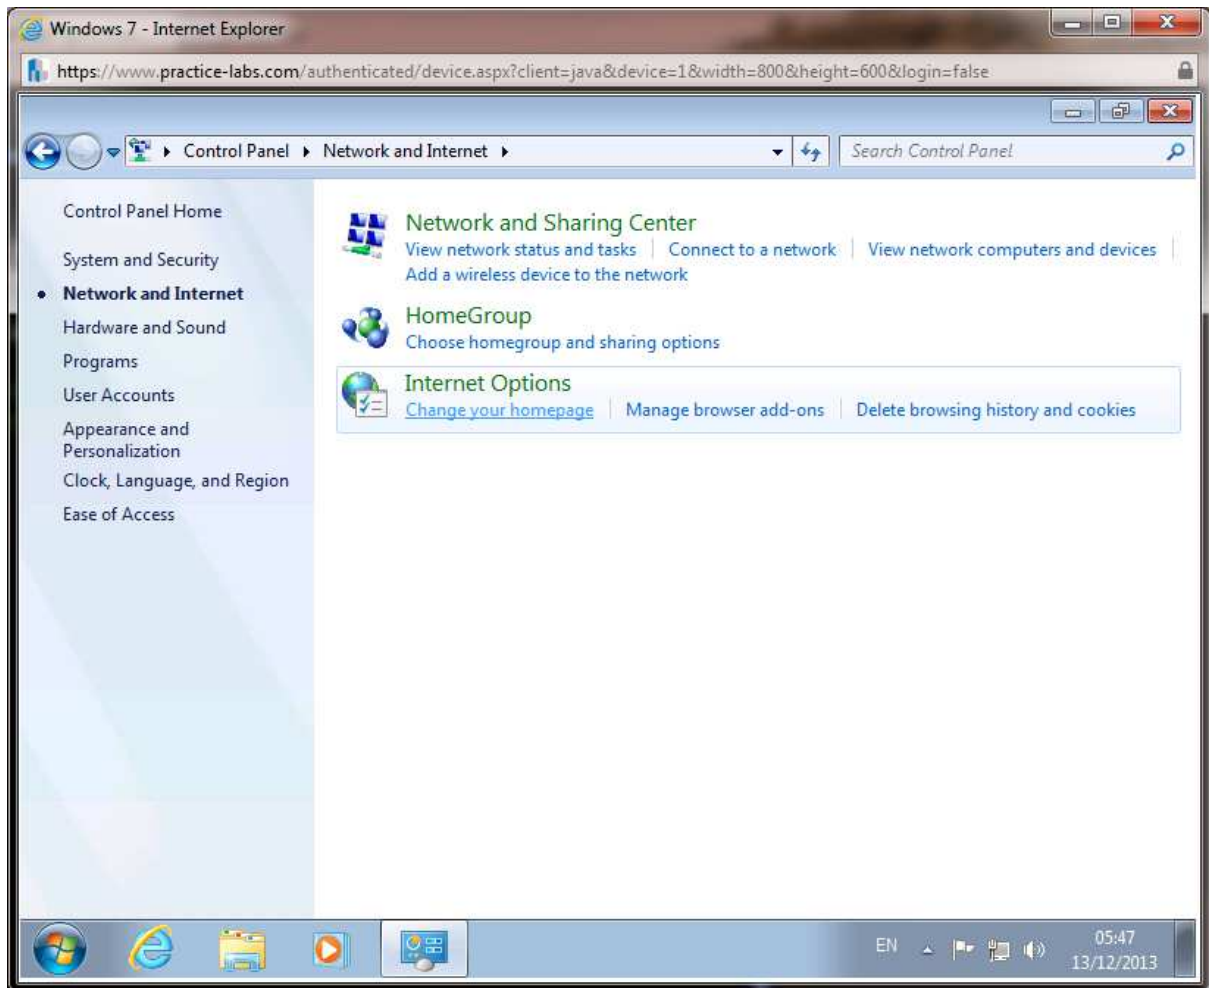 Windows 7 - Internet Explorer
https://www.practice-labs.com/authenticated/device.aspx?client=java&device=1&width=800&height=600&login=false
Control Panel Network and Internet
Search Control Panel
Control Panel Home
System and Security
Network and Internet
Hardware and Sound
Programs
User Accounts
Appearance and
Personalization
Clock, Language, and Region
Ease of Access
Network and Sharing Center
View network status and tasks Connect to a network View network computers and devices
Add a wireless device to the network
HomeGroup
Choose homegroup and sharing options
Internet Options
Change your homepage Manage browser add-ons Delete browsing history and cookies
EN
05:47
13/12/2013